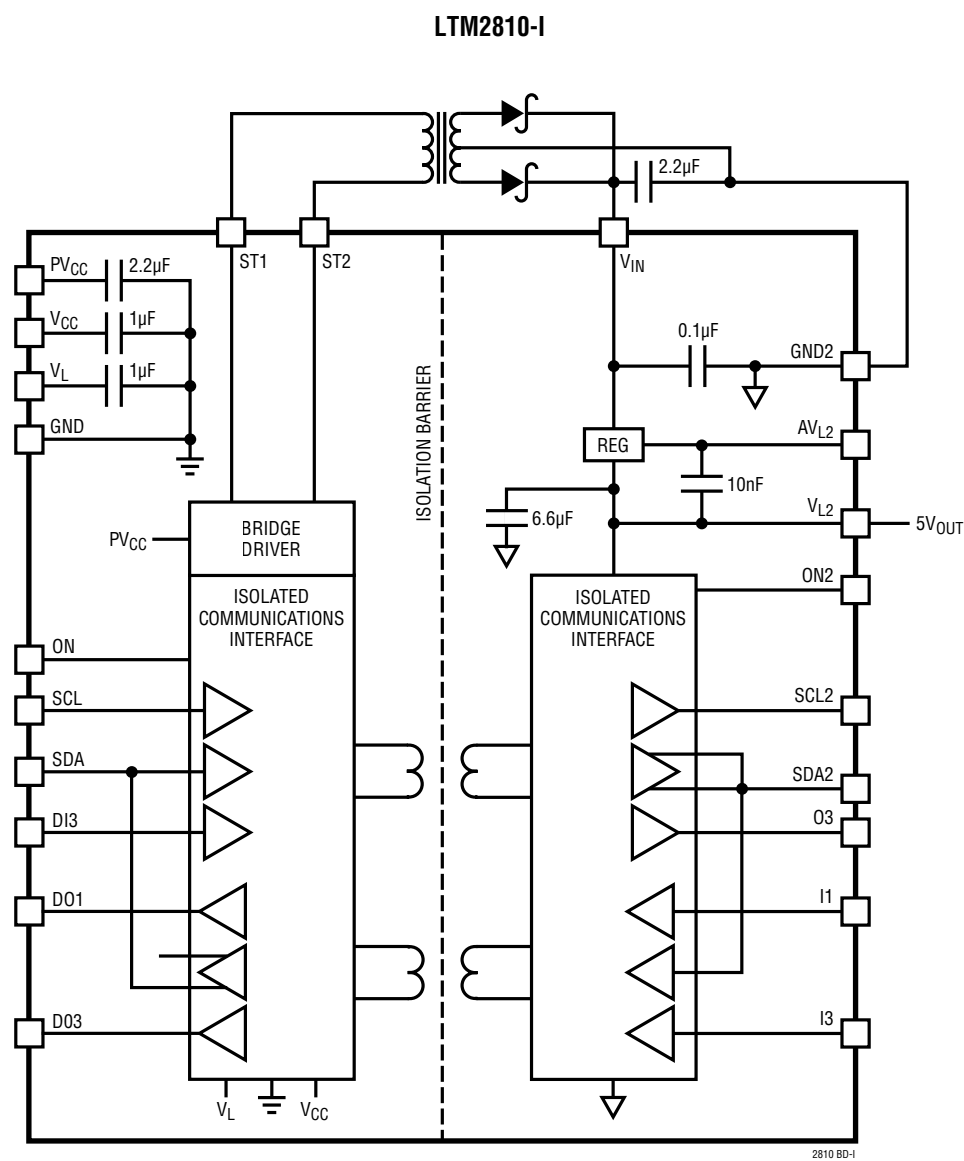 LTM2810-I
2.2µF
ST1
ST2
VIN
PVCC
2.2µF
VCC
1µF
VL
1µF
GND
0.1µF
GND2
ISOLATION BARRIER
REG
AVL2
10nF
6.6µF
VL2
5VOUT
PVCC
BRIDGE
DRIVER
ISOLATED
COMMUNICATIONS
INTERFACE
ISOLATED
COMMUNICATIONS
INTERFACE
ON2
ON
SCL
SCL2
SDA
SDA2
DI3
O3
DO1
I1
D03
I3
VL
VCC
2810 BD-I